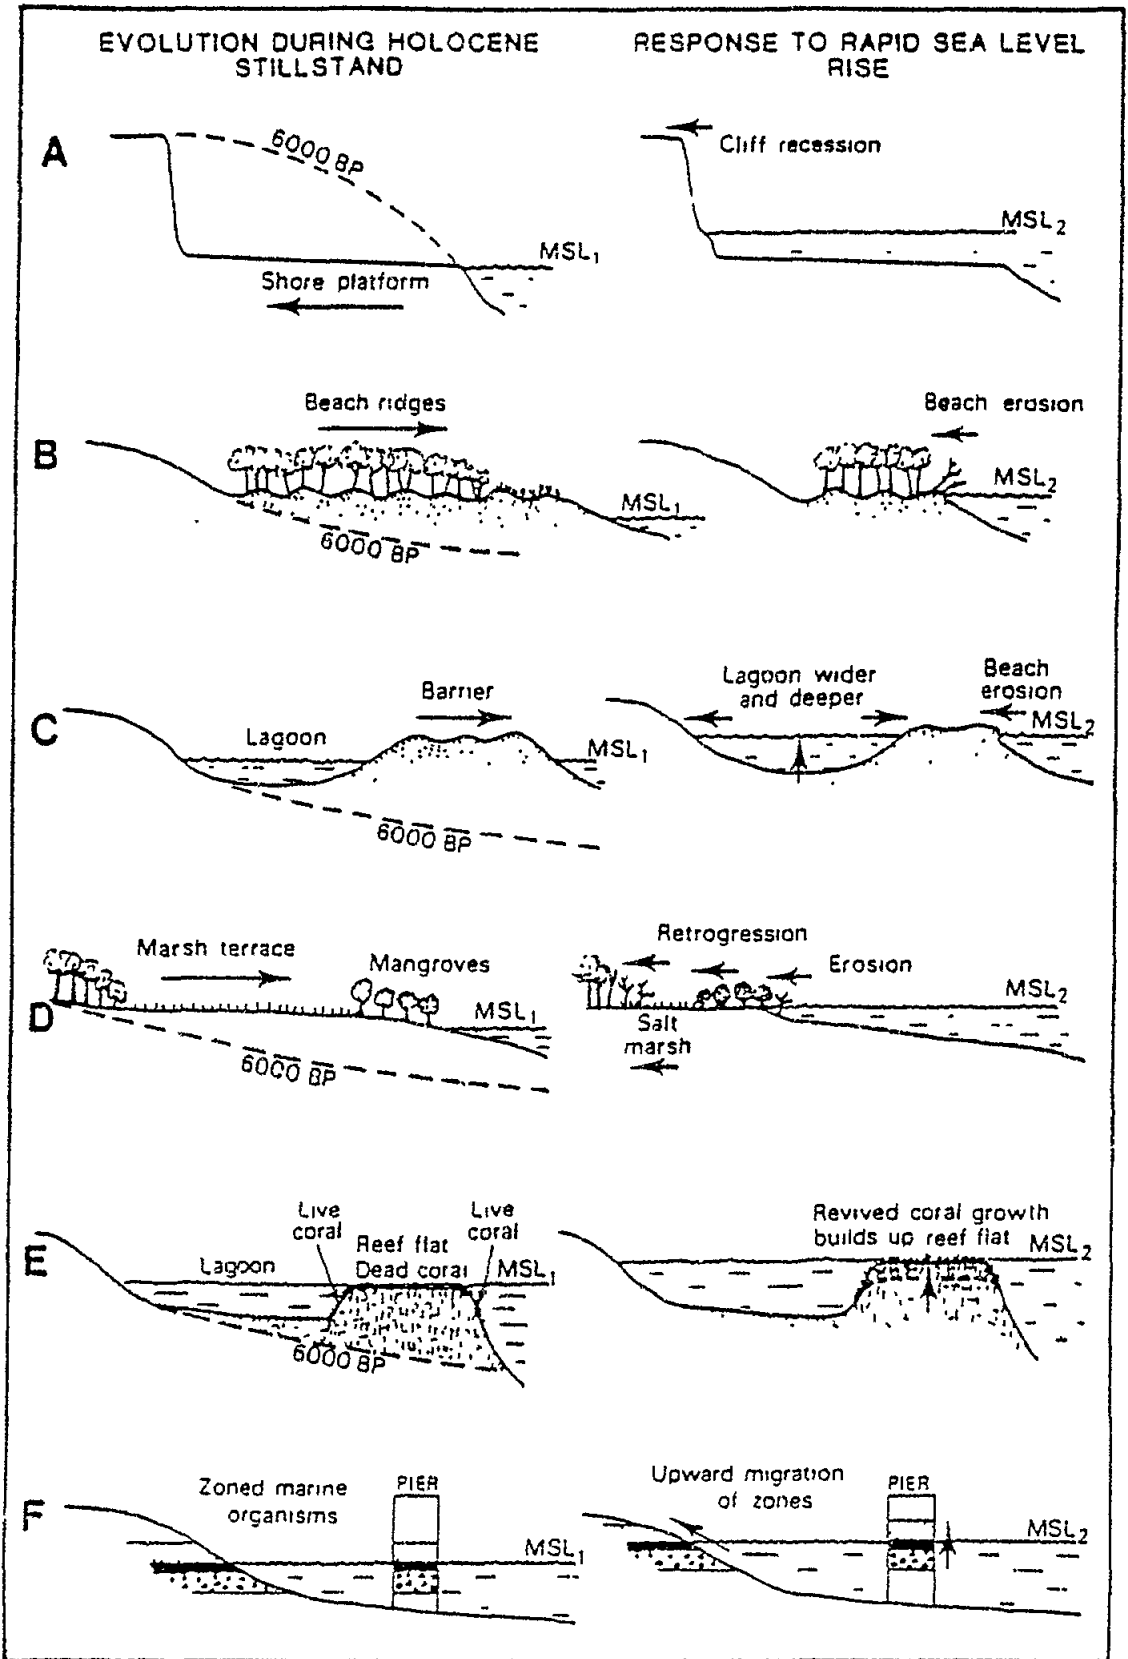 EVOLUTION DURING HOLOCENE
STILLSTAND
RESPONSE TO RAPID SEA LEVEL
RISE
A
6000 BP
MSL1
Shore platform
Cliff recession
MSL2
B
Beach ridges
MSL1
6000 BP
Beach erosion
MSL2
C
Lagoon
Barrier
MSL1
6000 BP
Lagoon wider
and deeper
Beach
erosion
MSL2
D
Marsh terrace
Mangroves
MSL1
6000 BP
Retrogression
Erosion
MSL2
Salt
marsh
E
Lagoon
Live
coral
Reef flat
Dead coral
Live
coral
MSL1
6000 BP
Revived coral growth
builds up reef flat
MSL2
F
Zoned marine
organisms
PIER
MSL1
Upward migration
of zones
PIER
MSL2